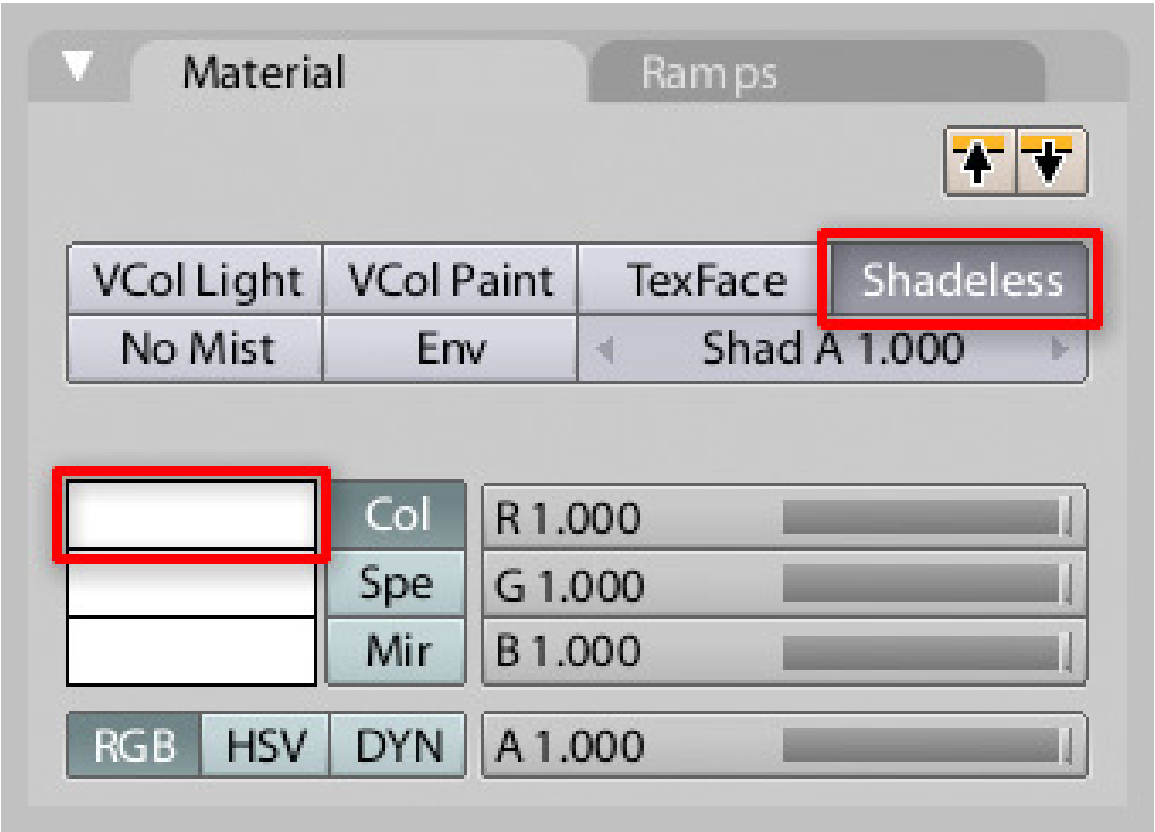 Material Ramps
VCol Light VCol Paint TexFace Shadeless
No Mist Env Shad A 1.000
Col R 1.000
Spe G 1.000
Mir B 1.000
RGB HSV DYN A 1.000